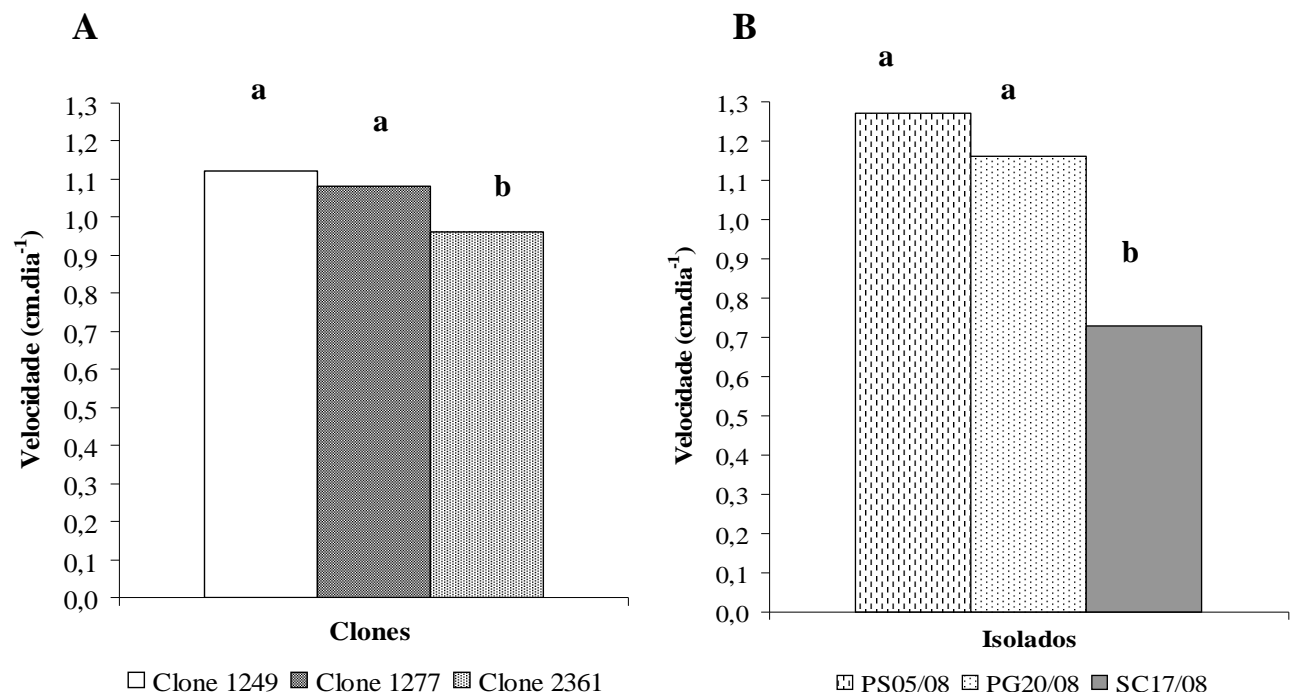 A
a
a
b
1,3
1,2
1,1
1,0
0,9
0,8
0,7
0,6
0,5
0,4
0,3
0,2
0,1
0,0
Velocidade (cm.dia-1)
Clones
Clone 1249 Clone 1277 Clone 2361
B
a
a
b
1,3
1,2
1,1
1,0
0,9
0,8
0,7
0,6
0,5
0,4
0,3
0,2
0,1
0,0
Velocidade (cm.dia-1)
Isolados
PS05/08 PG20/08 SC17/08